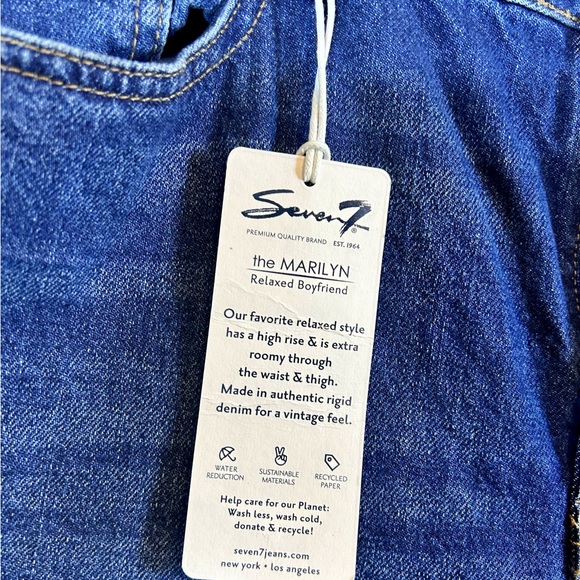 Seven7®
PREMIUM QUALITY BRAND EST. 1964
the MARILYN
Relaxed Boyfriend
Our favorite relaxed style
has a high rise & is extra
roomy through
the waist & thigh.
Made in authentic rigid
denim for a vintage feel.
WATER SUSTAINABLE RECYCLED
REDUCTION MATERIALS PAPER
Help care for our Planet:
Wash less, wash cold,
donate & recycle!
seven7jeans.com
new york • los angeles